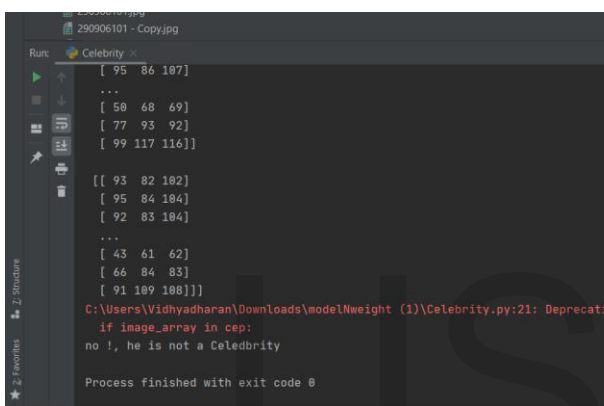 290906101 - Copy.jpg
Run:
Celebrity
[ 95 86 107]
...
[ 50 68 69]
[ 77 93 92]
[ 99 117 116]]
[[ 93 82 102]
[ 95 84 104]
[ 92 83 104]
...
[ 43 61 62]
[ 66 84 83]
[ 91 109 108]]]
C:\Users\Vidhyadharan\Downloads\modelNweight (1)\Celebrity.py:21: Deprecati
if image_array in cep:
no !, he is not a Celedbrity
Process finished with exit code 0
Z: Structure
2: Favorites
US